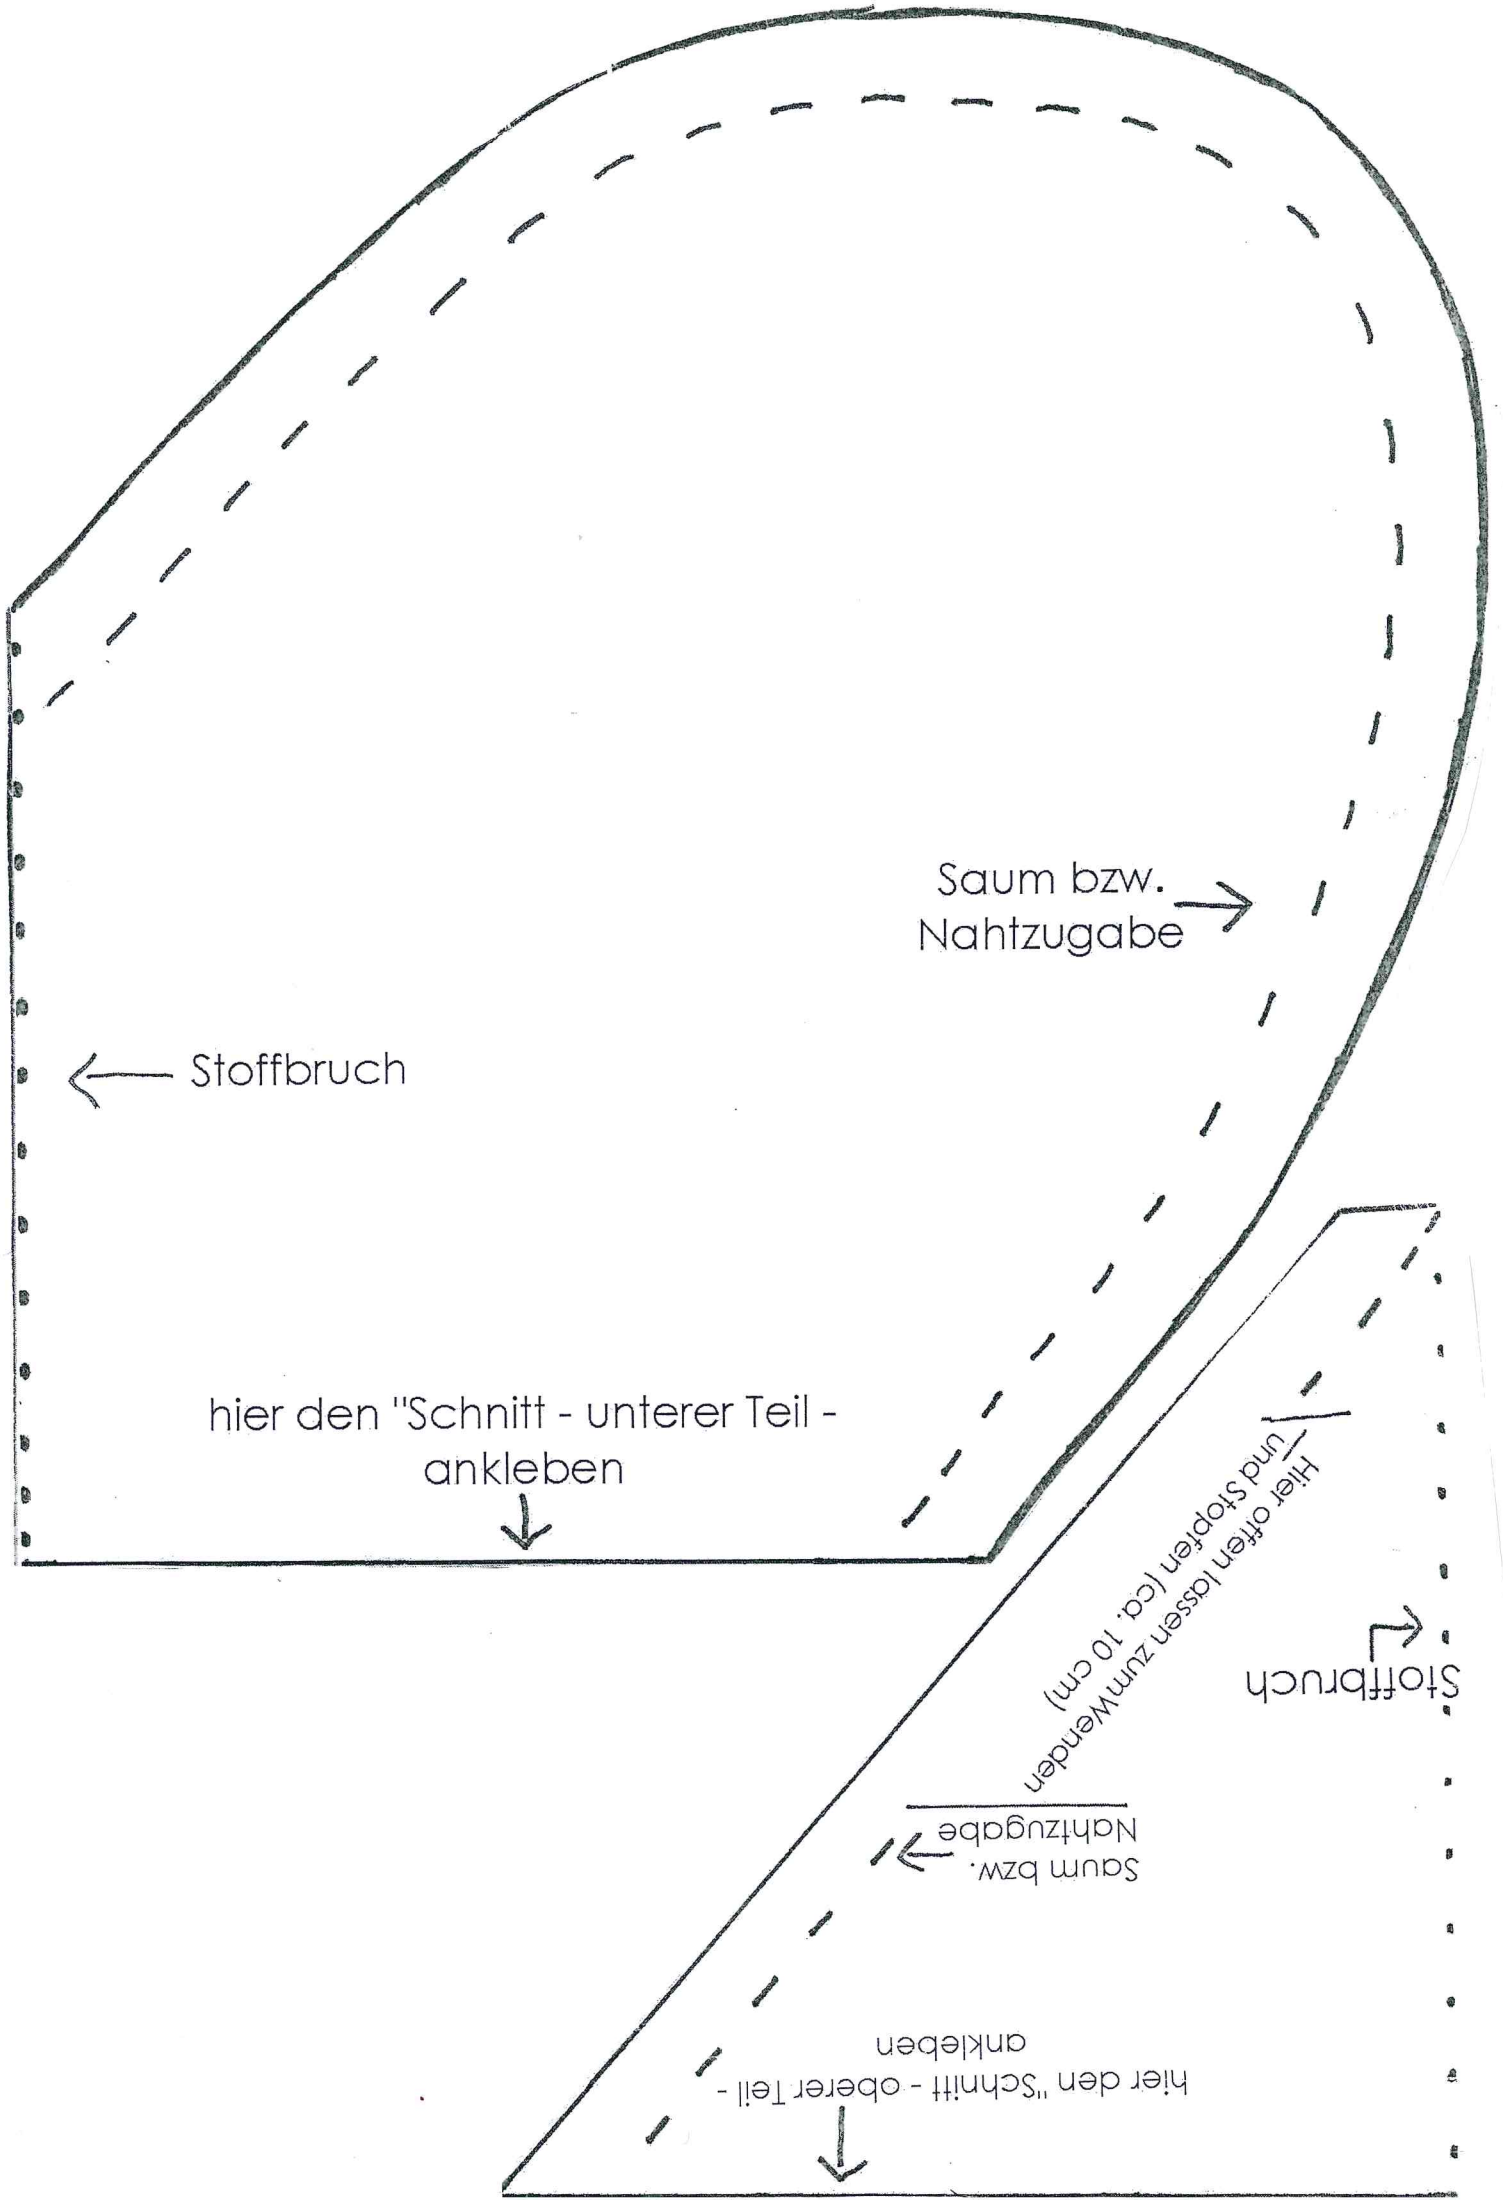 Saum bzw.
Nahtzugabe
Stoffbruch
hier den "Schnitt - unterer Teil -
ankleben
Hier offen lassen zum Wenden
und Stopfen (ca. 10 cm)
Stoffbruch
Saum bzw.
Nahtzugabe
hier den "Schnitt - oberer Teil -
ankleben